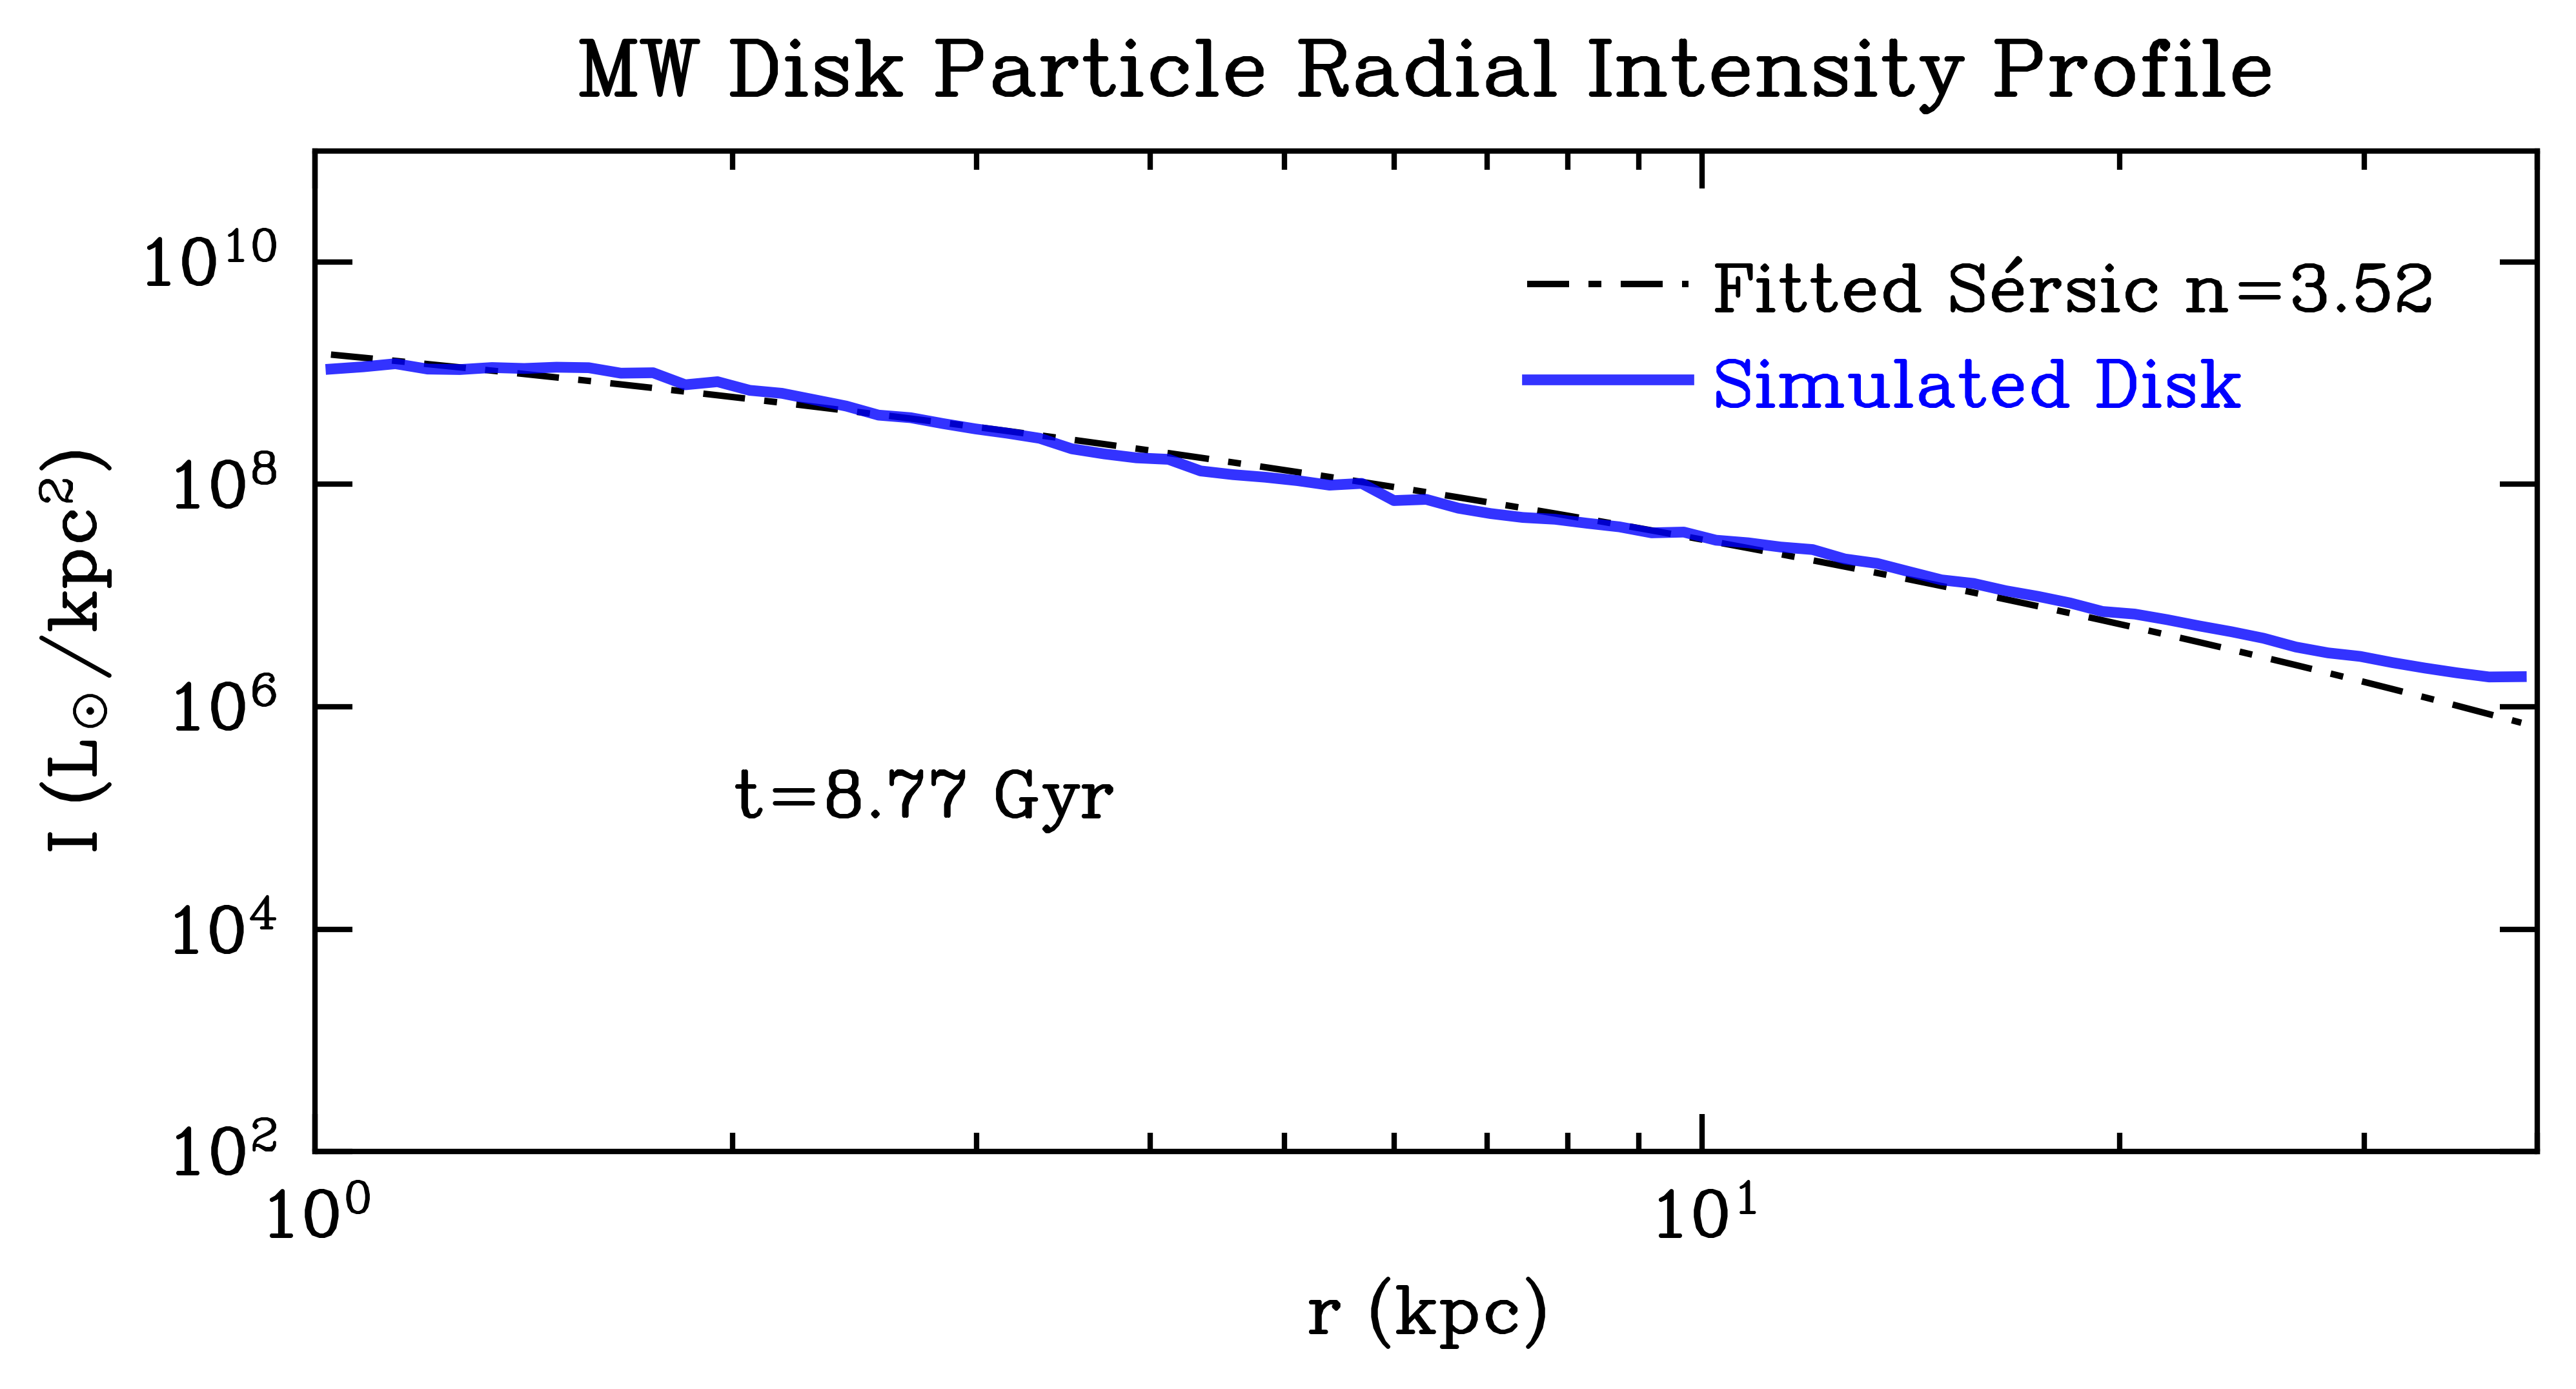 MW Disk Particle Radial Intensity Profile
10¹⁰
10⁸
10⁶
10⁴
10²
I (L⊙/kpc²)
Fitted Sérsic n=3.52
Simulated Disk
t=8.77 Gyr
10⁰ 10¹
r (kpc)